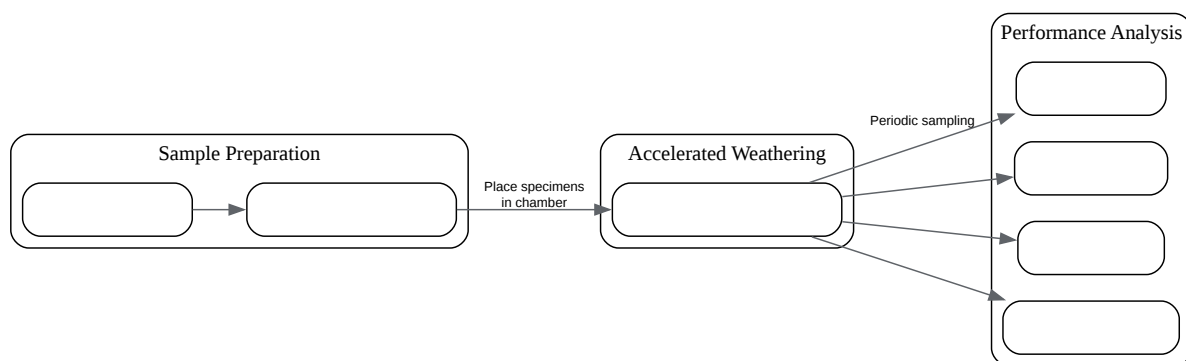 Performance Analysis
Periodic sampling
Sample Preparation
Accelerated Weathering
Place specimens
in chamber